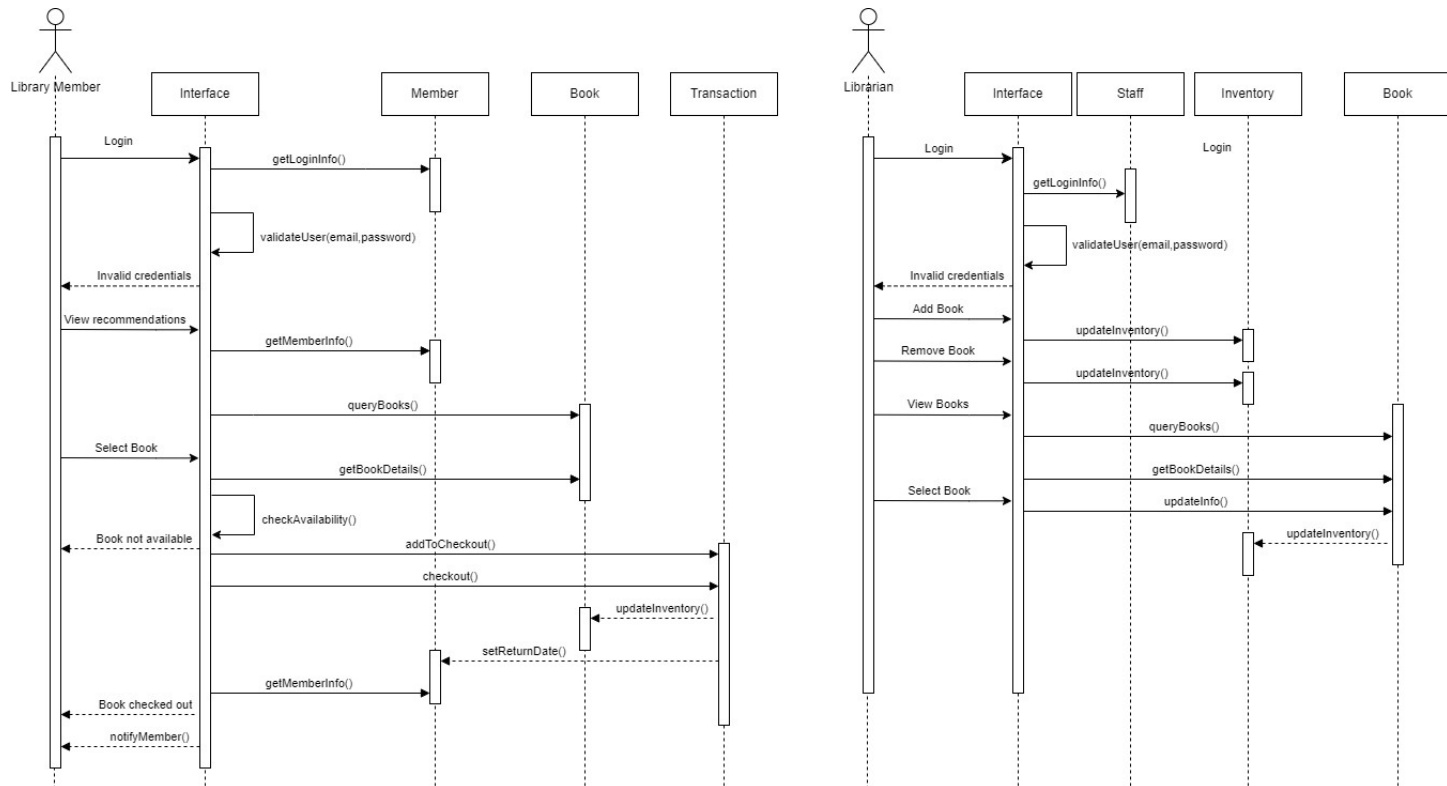 Library Member
Interface
Member
Book
Transaction
Login
getLoginInfo()
validateUser(email,password)
Invalid credentials
View recommendations
getMemberInfo()
queryBooks()
Select Book
getBookDetails()
checkAvailability()
Book not available
addToCheckout()
checkout()
updateInventory()
setReturnDate()
getMemberInfo()
Book checked out
notifyMember()
Librarian
Interface
Staff
Inventory
Book
Login
Login
getLoginInfo()
validateUser(email,password)
Invalid credentials
Add Book
updateInventory()
Remove Book
updateInventory()
View Books
queryBooks()
getBookDetails()
Select Book
updateInfo()
updateInventory()